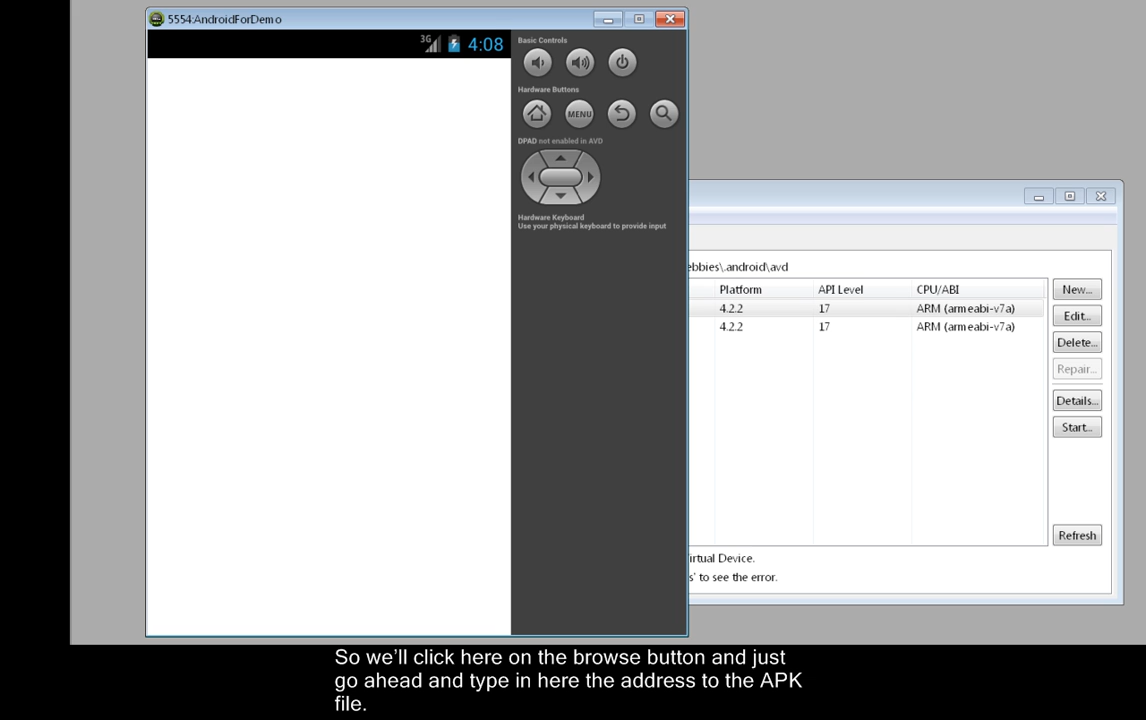 5554:AndroidForDemo
3G
4:08
Basic Controls
Hardware Buttons
MENU
DPAD not enabled in AVD
Hardware Keyboard
Use your physical keyboard to provide input
ebbies\.android\avd
Platform API Level CPU/ABI
4.2.2 17 ARM (armeabi-v7a)
4.2.2 17 ARM (armeabi-v7a)
New...
Edit...
Delete...
Repair...
Details...
Start...
Refresh
irtual Device.
s' to see the error.
So we'll click here on the browse button and just
go ahead and type in here the address to the APK
file.